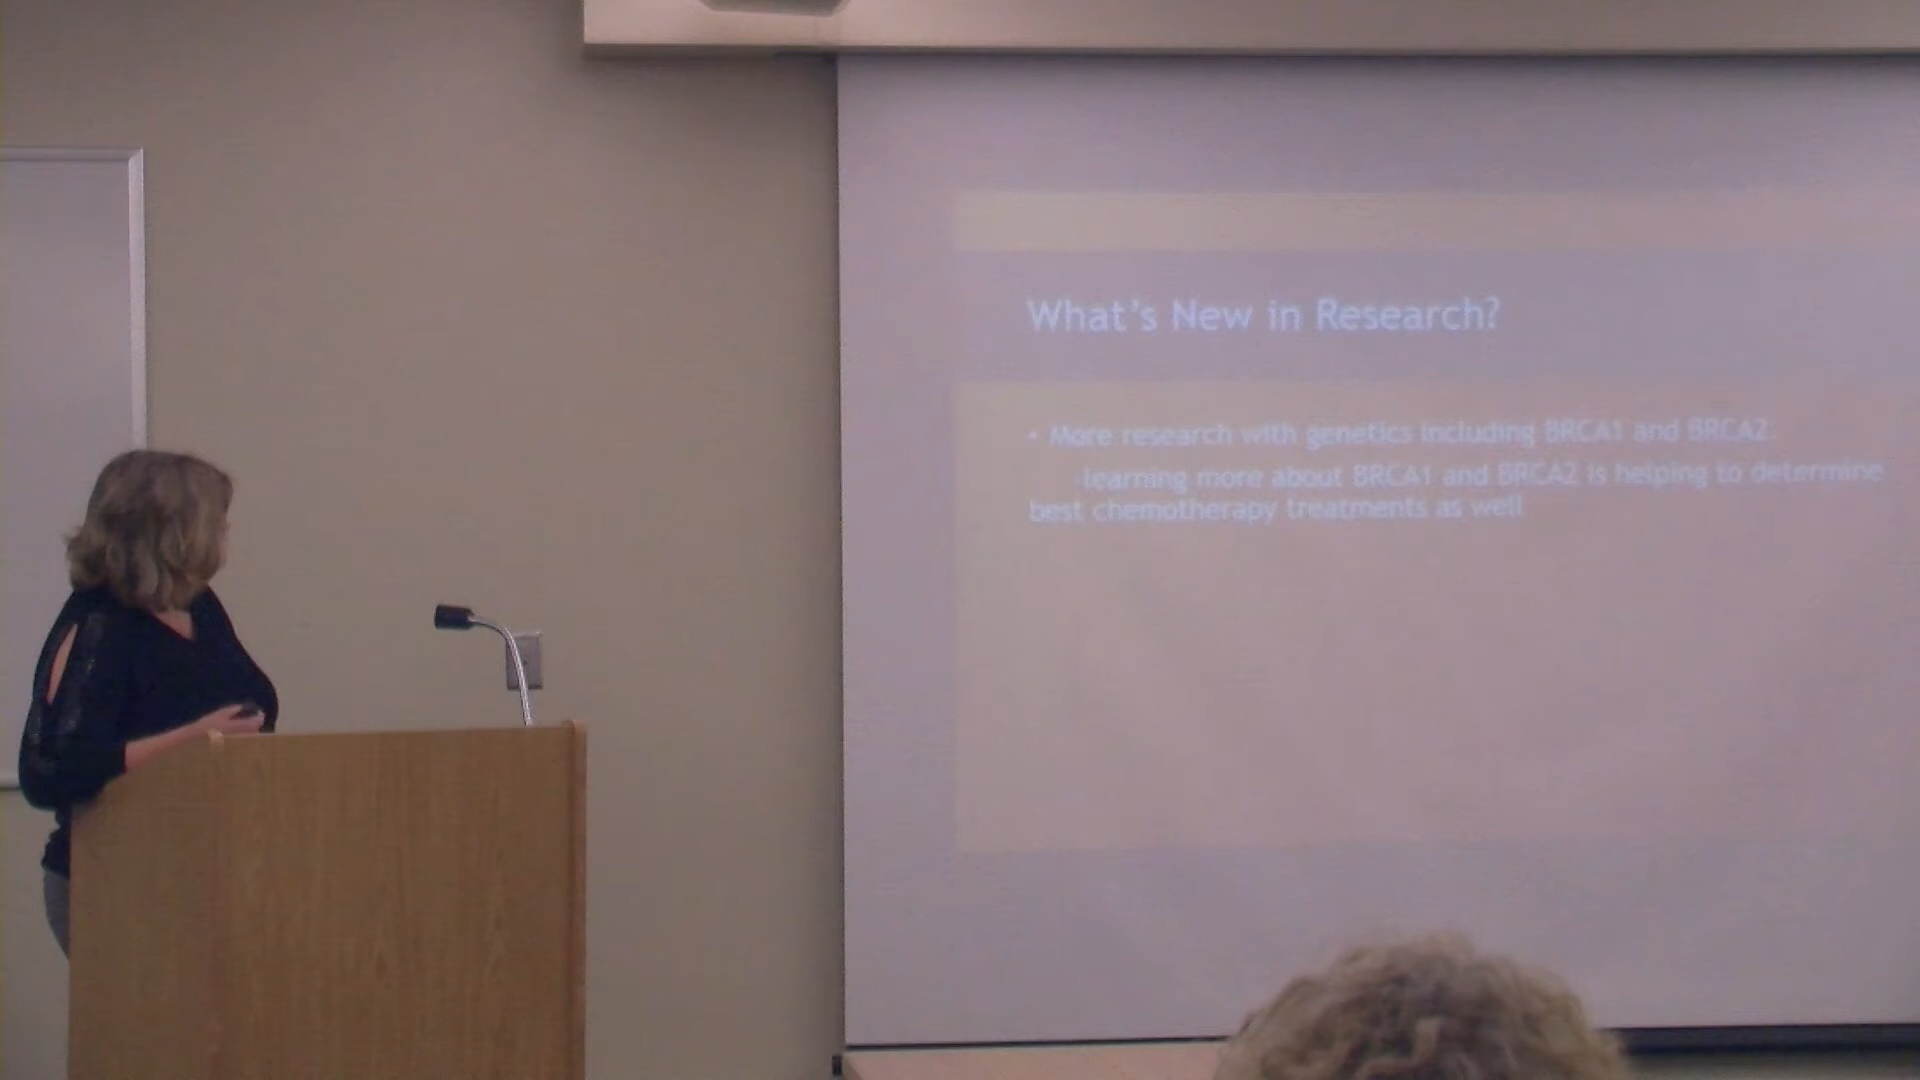 What's New in Research?
• More research with genetics including BRCA1 and BRCA2.
-learning more about BRCA1 and BRCA2 is helping to determine
best chemotherapy treatments as well